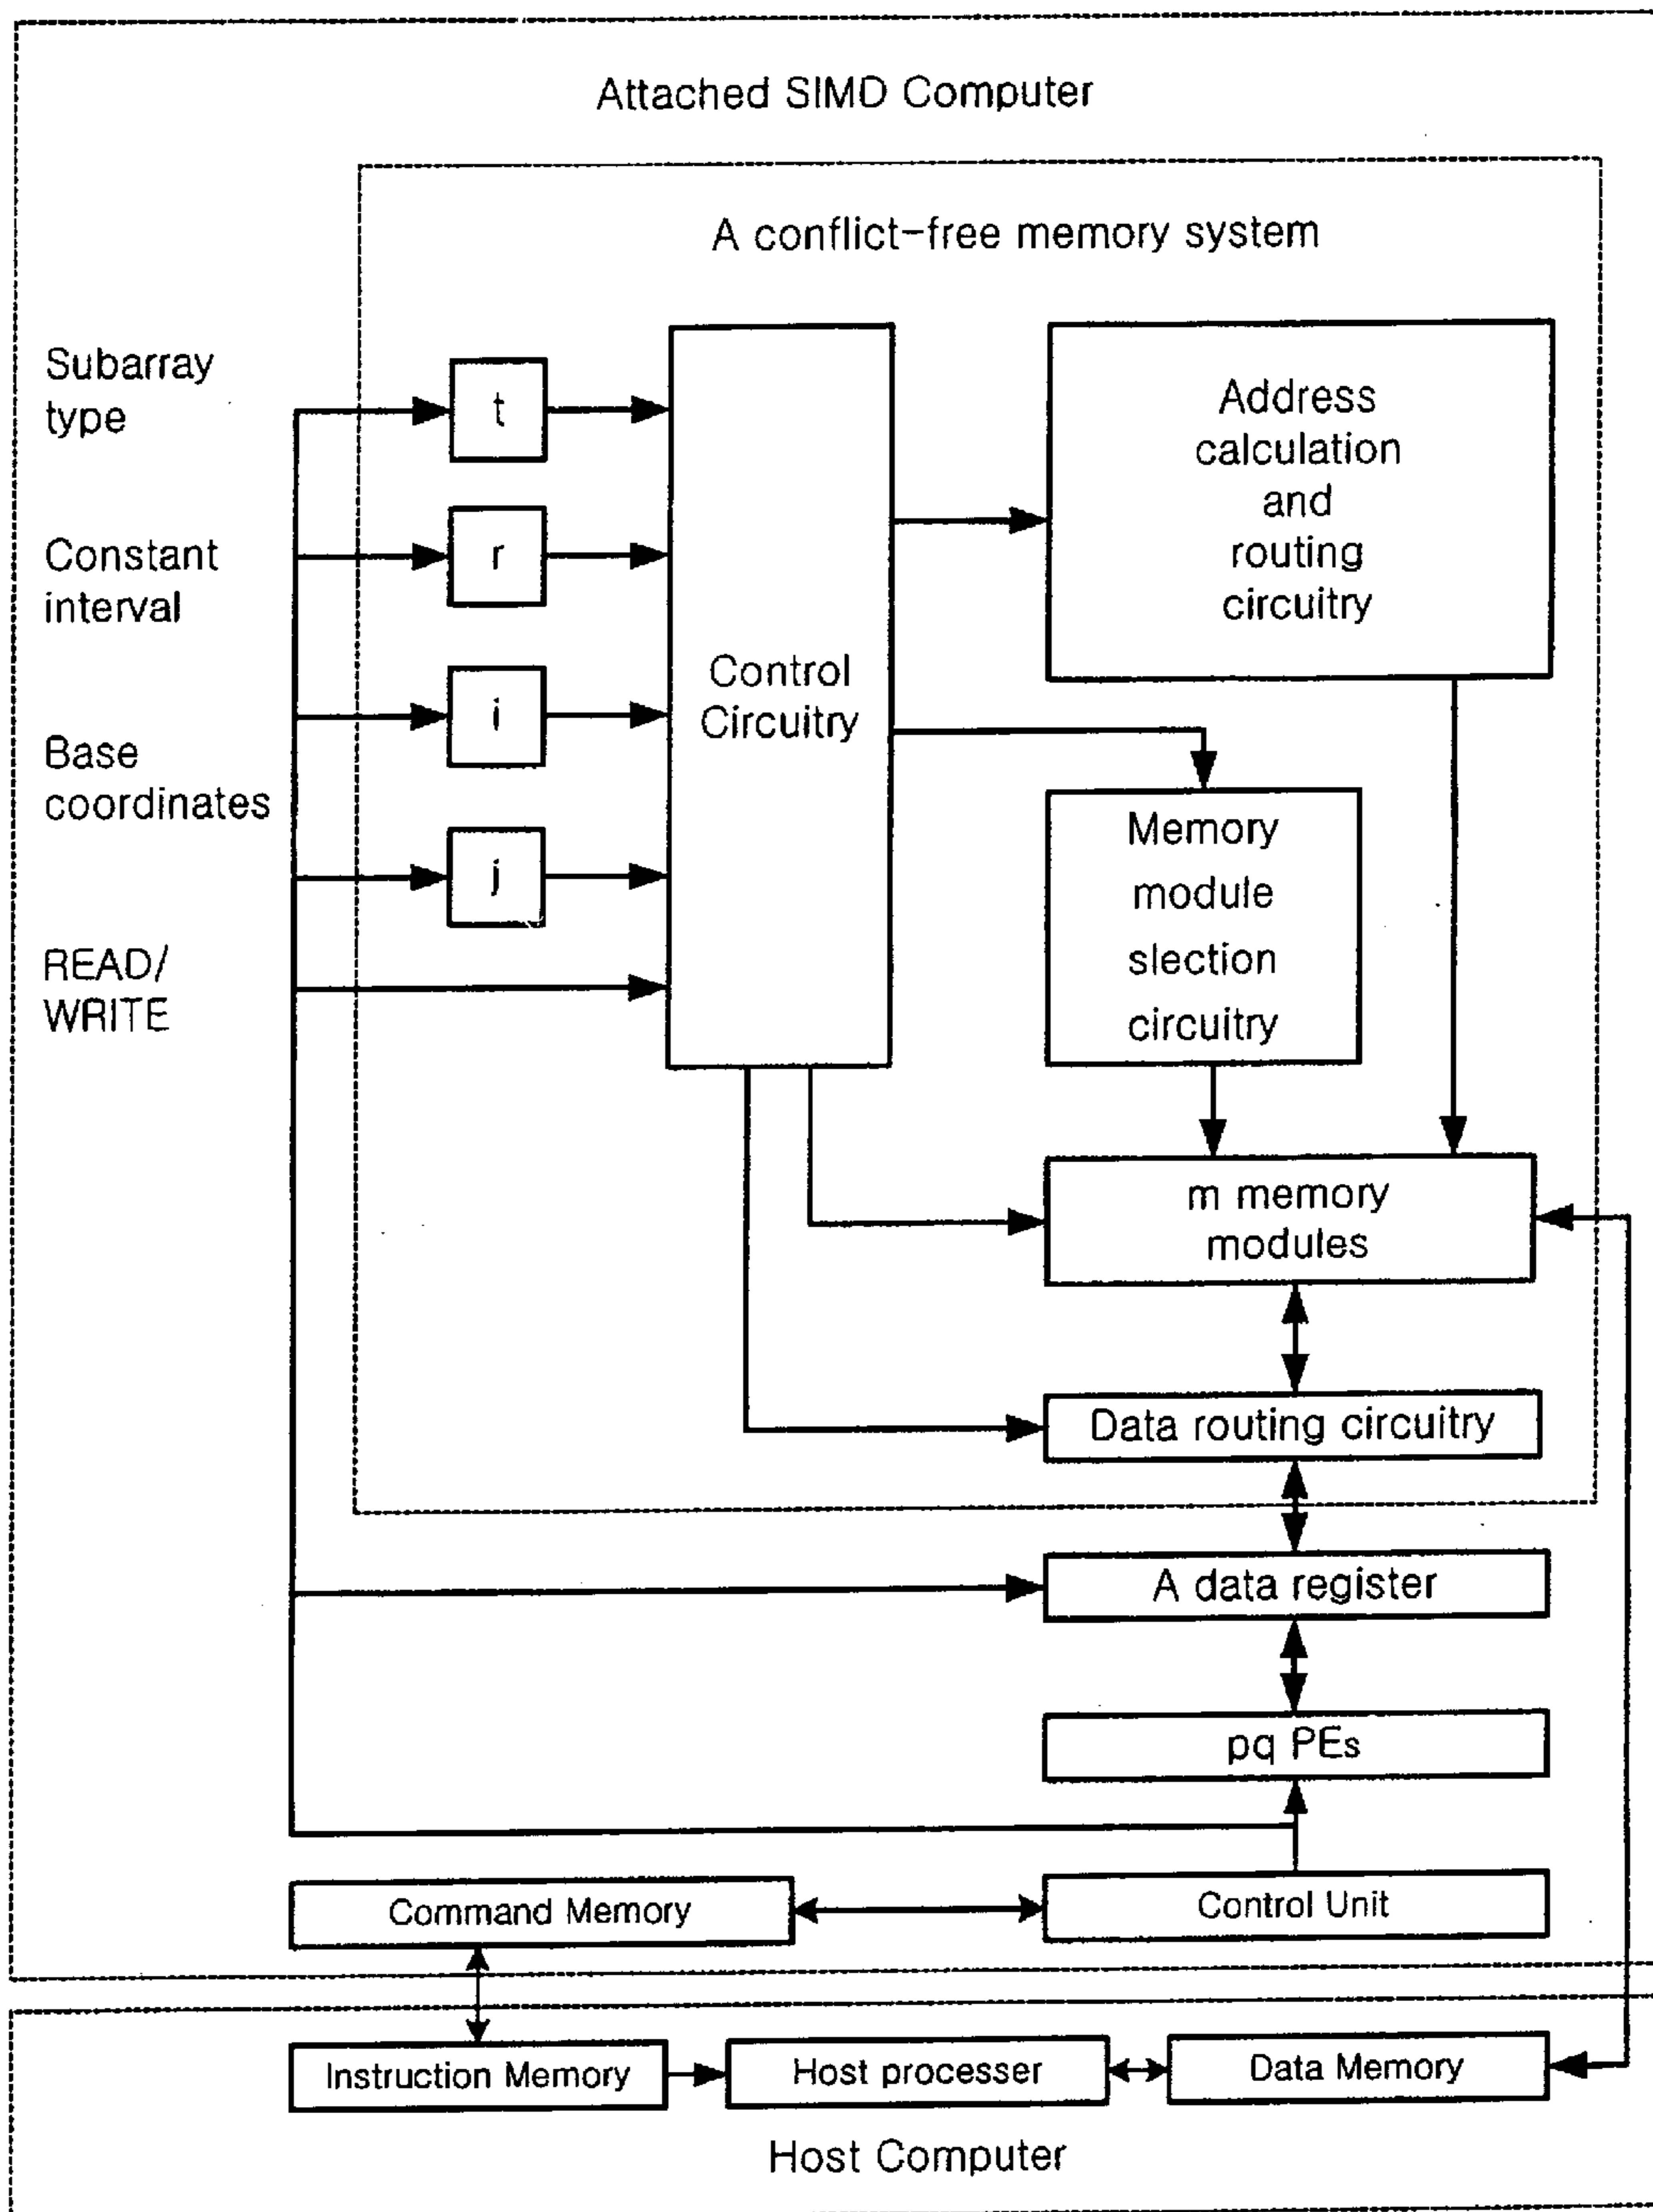 Attached SIMD Computer
A conflict-free memory system
Subarray
type
t
Constant
interval
r
Base
coordinates
i
j
READ/
WRITE
Control
Circuitry
Address
calculation
and
routing
circuitry
Memory
module
slection
circuitry
m memory
modules
Data routing circuitry
A data register
pq PEs
Command Memory
Control Unit
Instruction Memory
Host processer
Data Memory
Host Computer